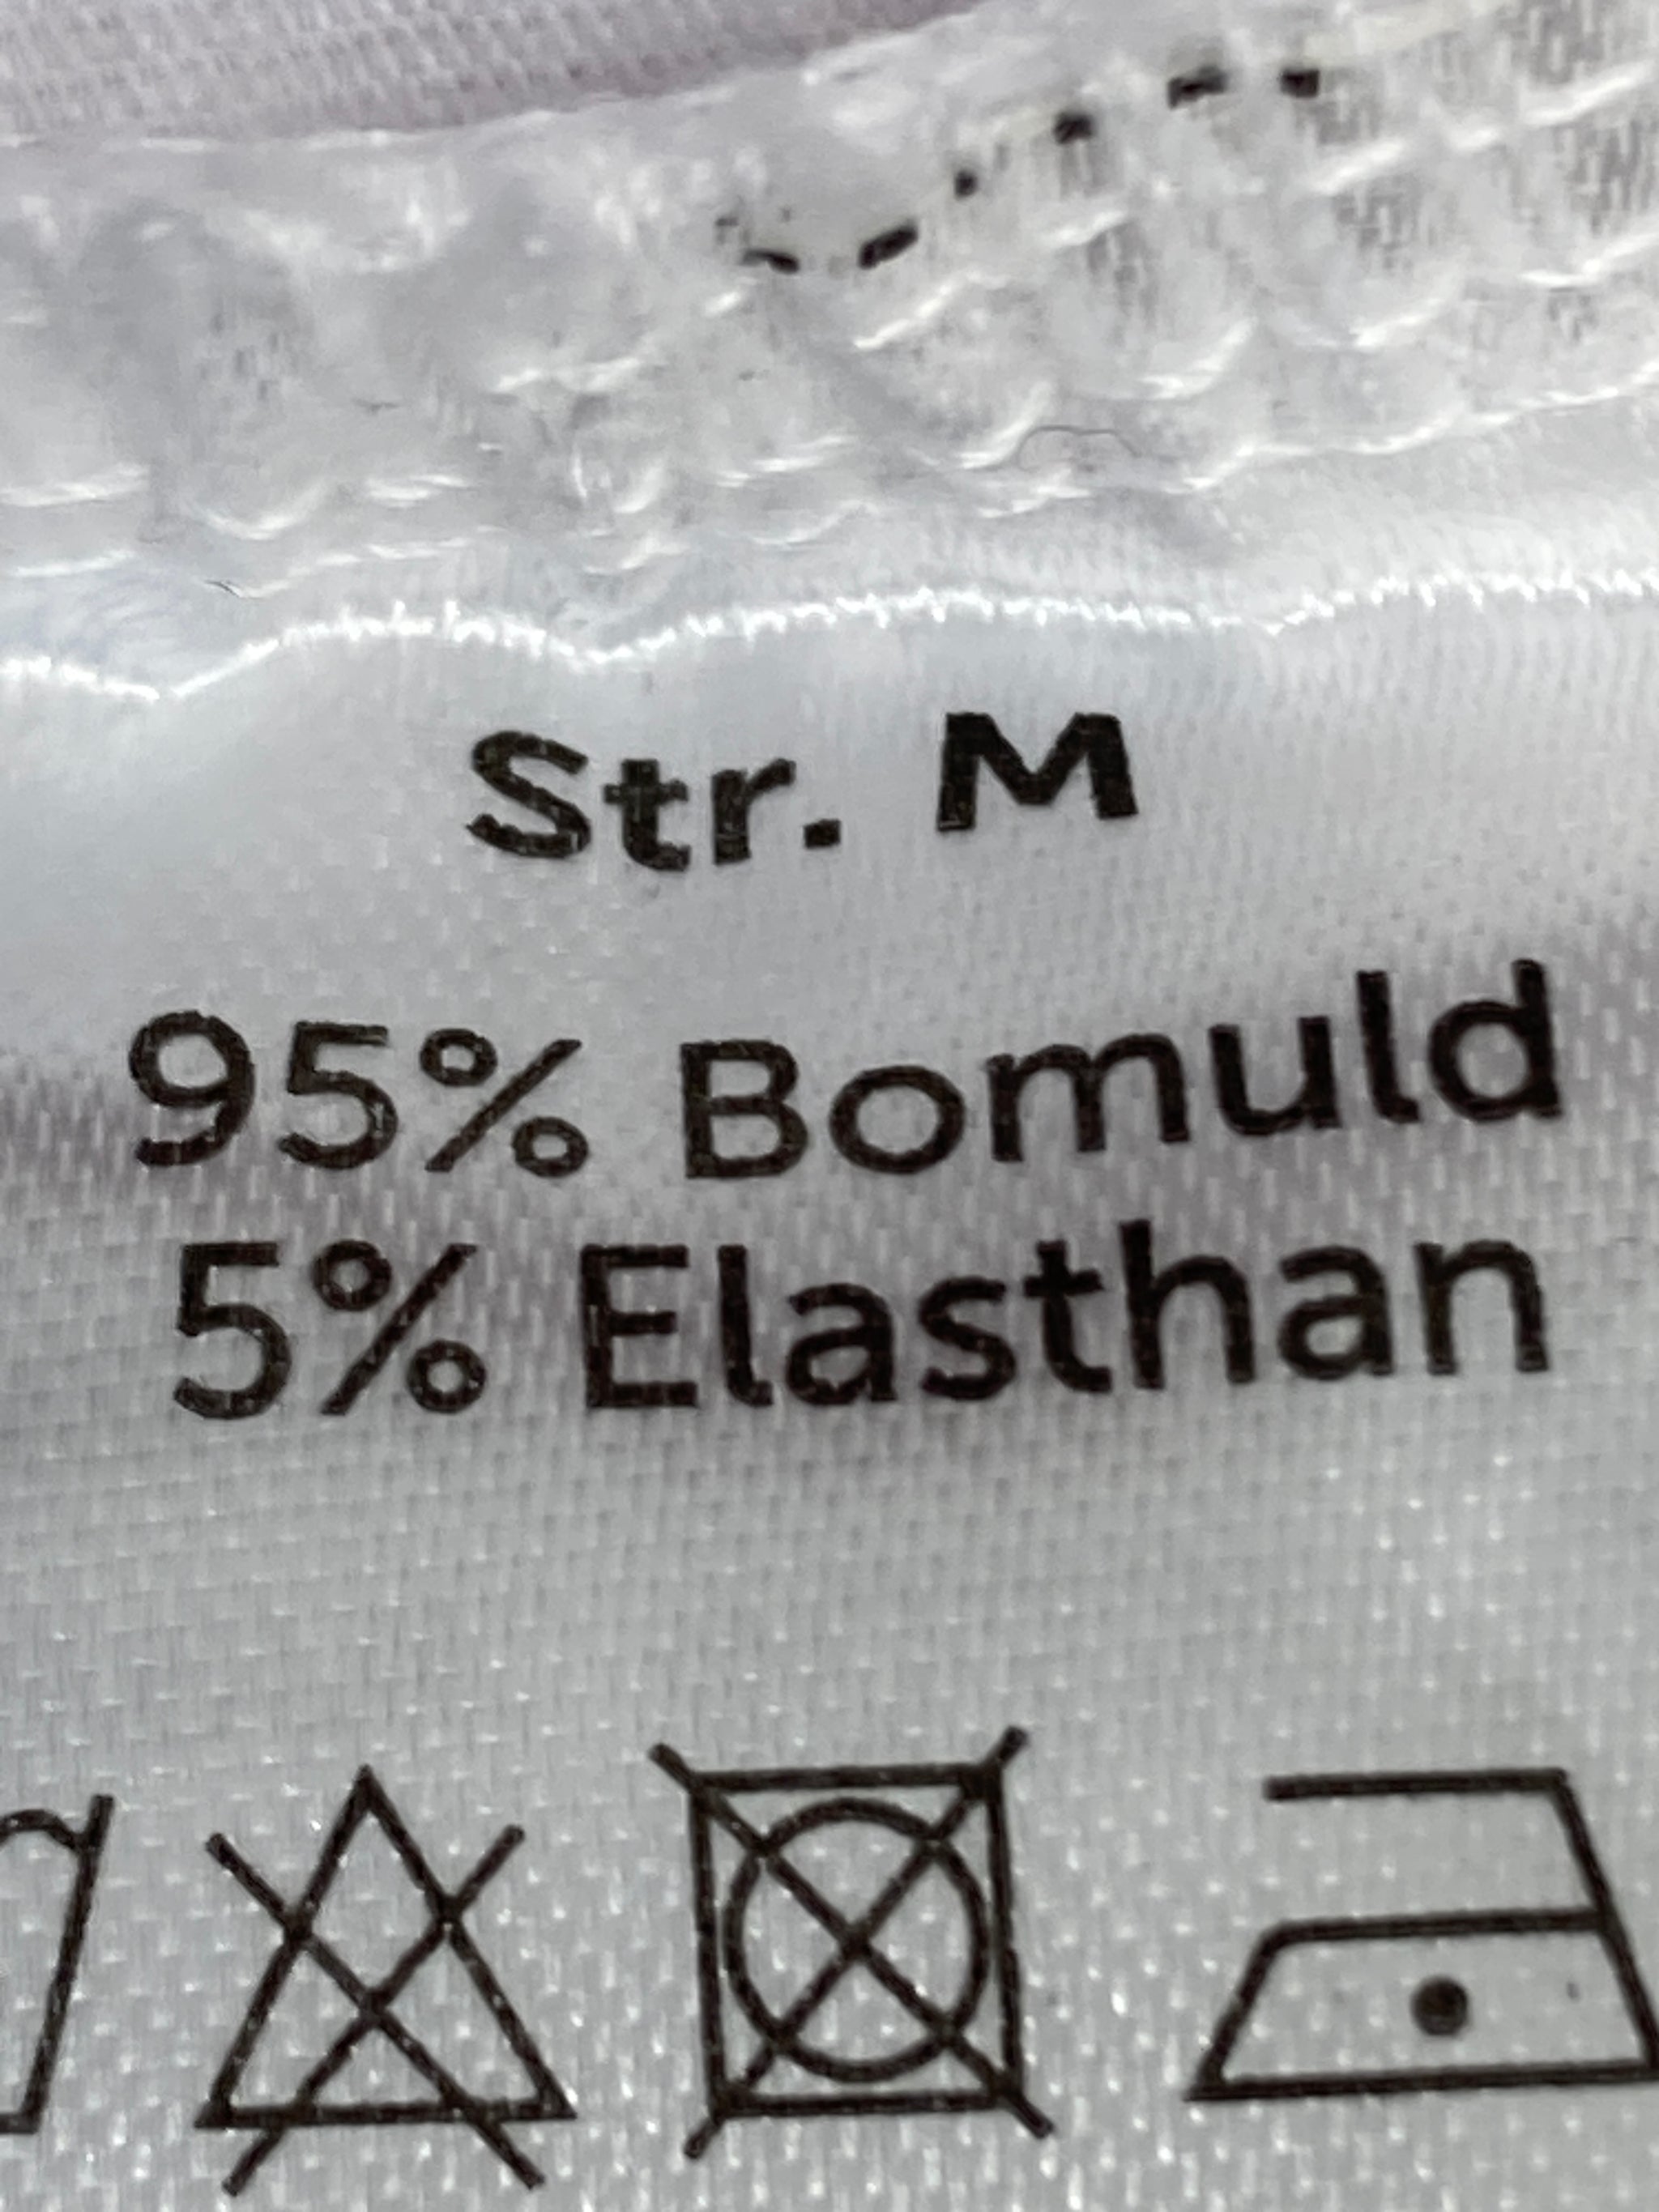 Str. M
95% Bomuld
5% Elasthan